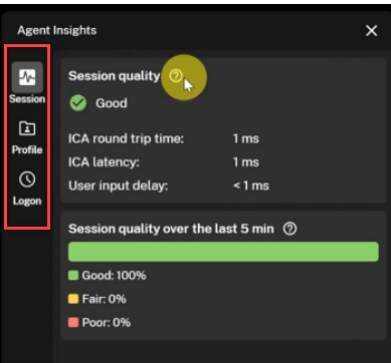 Agent Insights
Session
Profile
Logon
Session quality
Good
ICA round trip time: 1 ms
ICA latency: 1 ms
User input delay: < 1 ms
Session quality over the last 5 min
Good: 100%
Fair: 0%
Poor: 0%